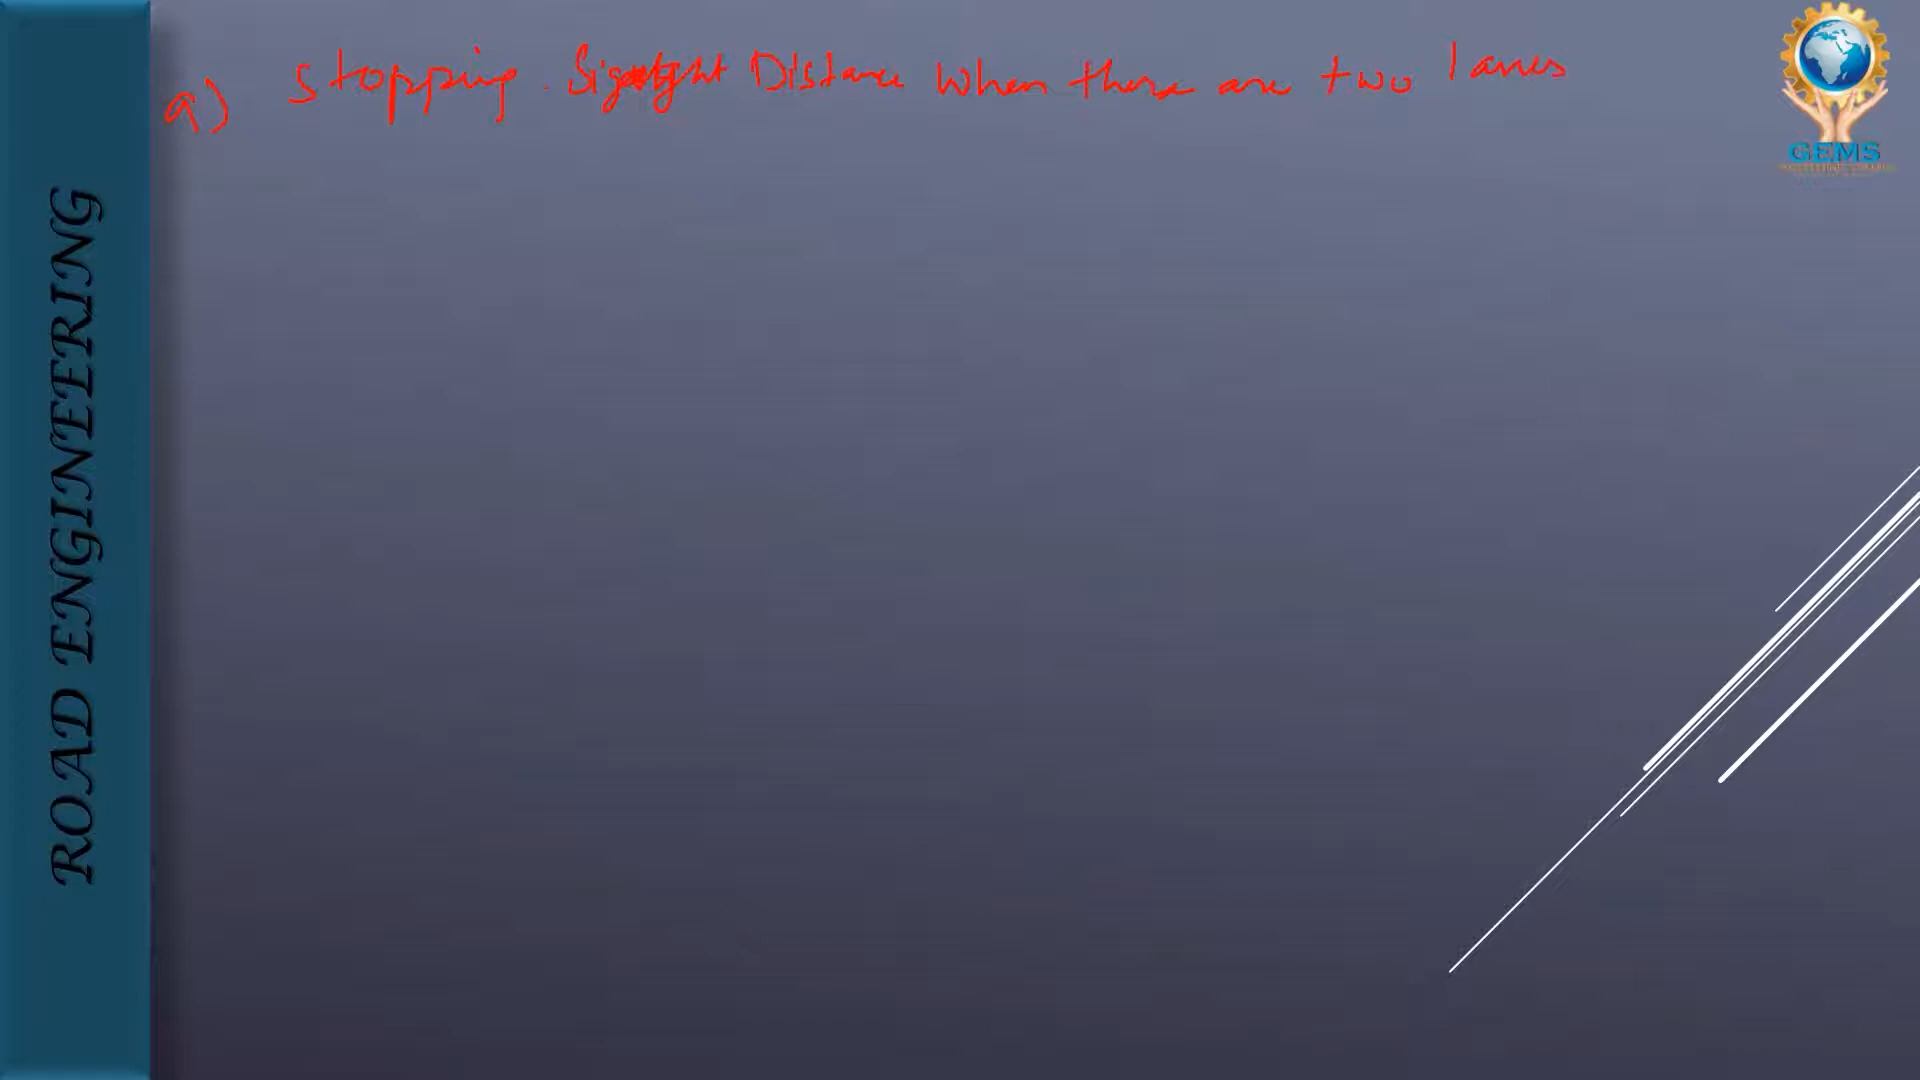 a) Stopping Sight Distance When there are two lanes
ROAD ENGINEERING
GEMS